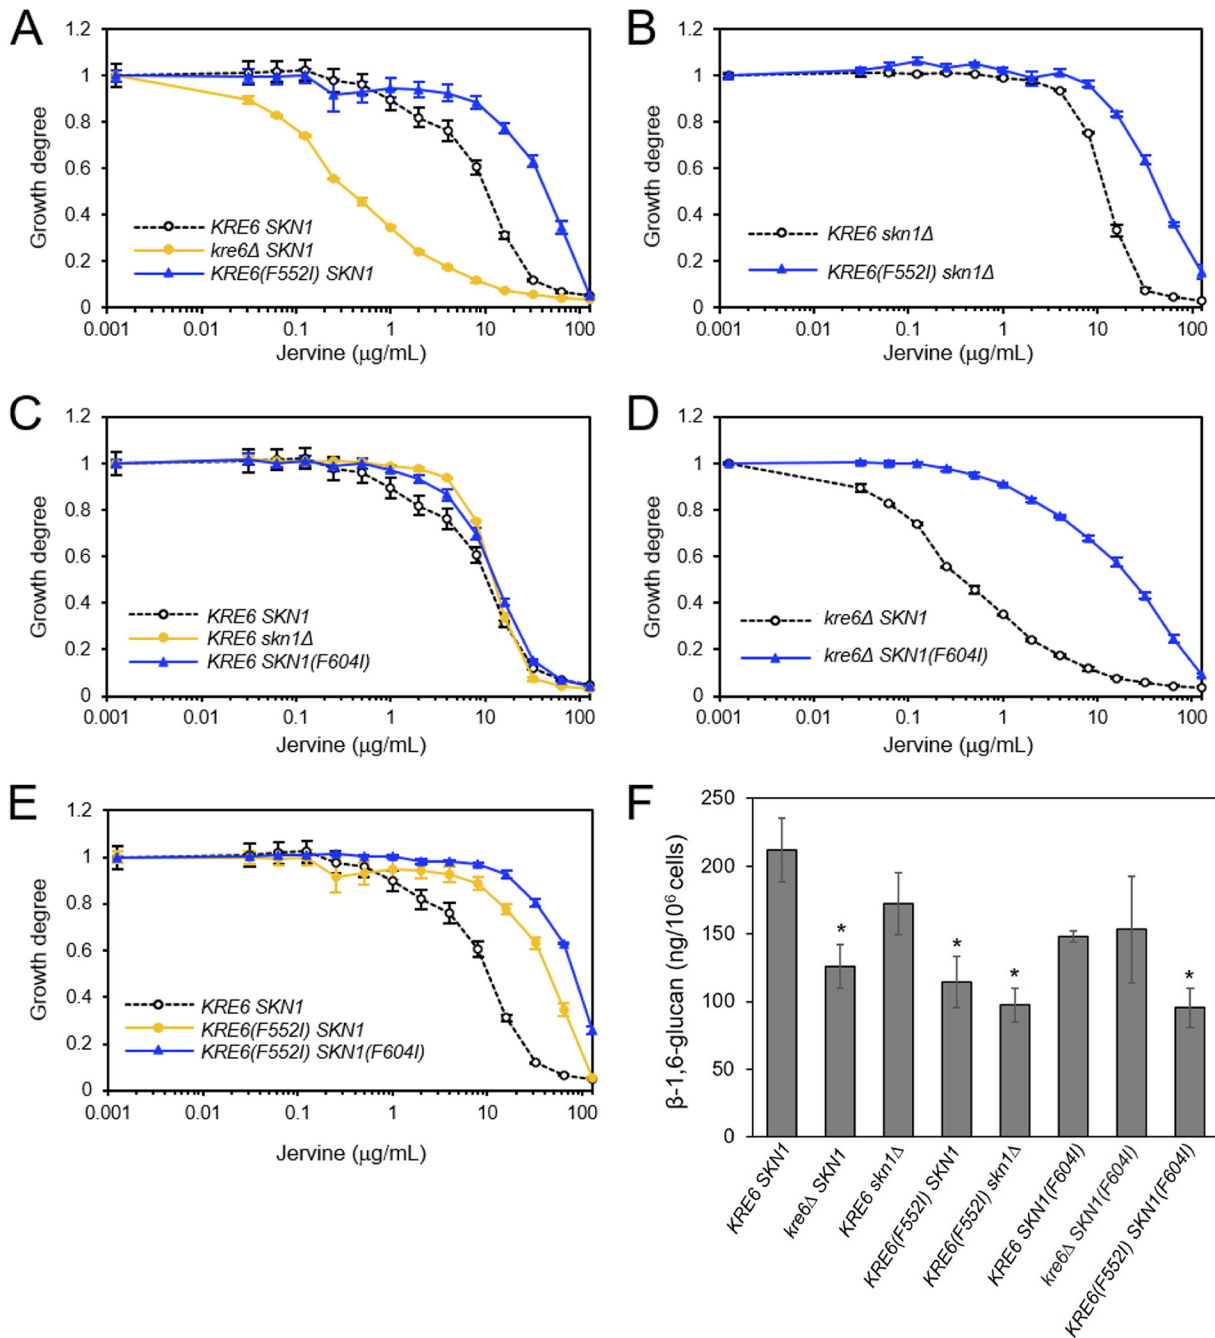 A
1.2
1
0.8
0.6
0.4
0.2
0
Growth degree
KRE6 SKN1
kre6Δ SKN1
KRE6(F552I) SKN1
0.001 0.01 0.1 1 10 100
Jervine (μg/mL)
B
1.2
1
0.8
0.6
0.4
0.2
0
Growth degree
KRE6 skn1Δ
KRE6(F552I) skn1Δ
0.001 0.01 0.1 1 10 100
Jervine (μg/mL)
C
1.2
1
0.8
0.6
0.4
0.2
0
Growth degree
KRE6 SKN1
KRE6 skn1Δ
KRE6 SKN1(F604I)
0.001 0.01 0.1 1 10 100
Jervine (μg/mL)
D
1.2
1
0.8
0.6
0.4
0.2
0
Growth degree
kre6Δ SKN1
kre6Δ SKN1(F604I)
0.001 0.01 0.1 1 10 100
Jervine (μg/mL)
E
1.2
1
0.8
0.6
0.4
0.2
0
Growth degree
KRE6 SKN1
KRE6(F552I) SKN1
KRE6(F552I) SKN1(F604I)
0.001 0.01 0.1 1 10 100
Jervine (μg/mL)
F
250
200
150
100
50
0
β-1,6-glucan (ng/10⁶ cells)
* * * *
KRE6 SKN1
kre6Δ SKN1
KRE6 skn1Δ
KRE6(F552I) SKN1
KRE6(F552I) skn1Δ
KRE6 SKN1(F604I)
kre6Δ SKN1(F604I)
KRE6(F552I) SKN1(F604I)